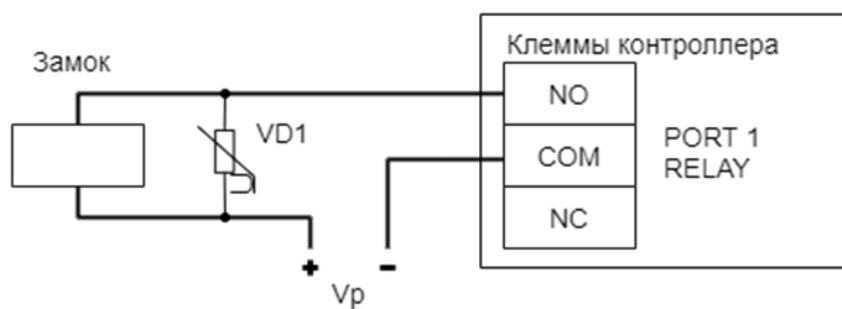 Клеммы контроллера
Замок
NO
VD1
COM
PORT 1
RELAY
NC
+ -
Vp